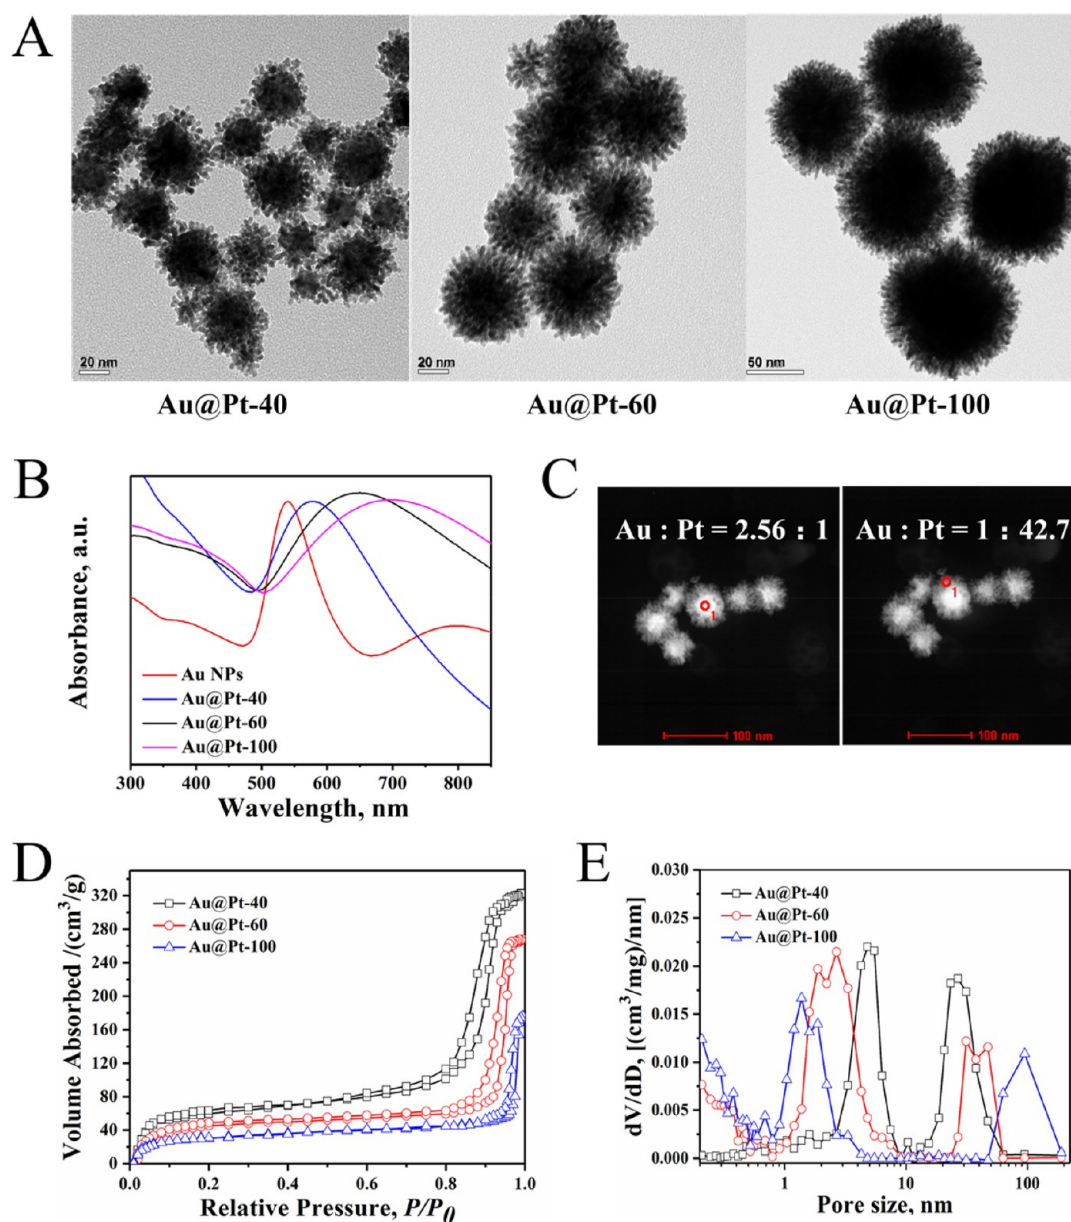 A
20 nm
20 nm
50 nm
Au@Pt-40
Au@Pt-60
Au@Pt-100
B
Absorbance, a.u.
Au NPs
Au@Pt-40
Au@Pt-60
Au@Pt-100
300 400 500 600 700 800
Wavelength, nm
C
Au : Pt = 2.56 : 1
1
100 nm
Au : Pt = 1 : 42.7
1
100 nm
D
Volume Absorbed /(cm³/g)
320
280
240
200
160
120
80
40
0
Au@Pt-40
Au@Pt-60
Au@Pt-100
0.0 0.2 0.4 0.6 0.8 1.0
Relative Pressure, P/P₀
E
dV/dD, [(cm³/mg)/nm]
0.030
0.025
0.020
0.015
0.010
0.005
0.000
Au@Pt-40
Au@Pt-60
Au@Pt-100
1 10 100
Pore size, nm